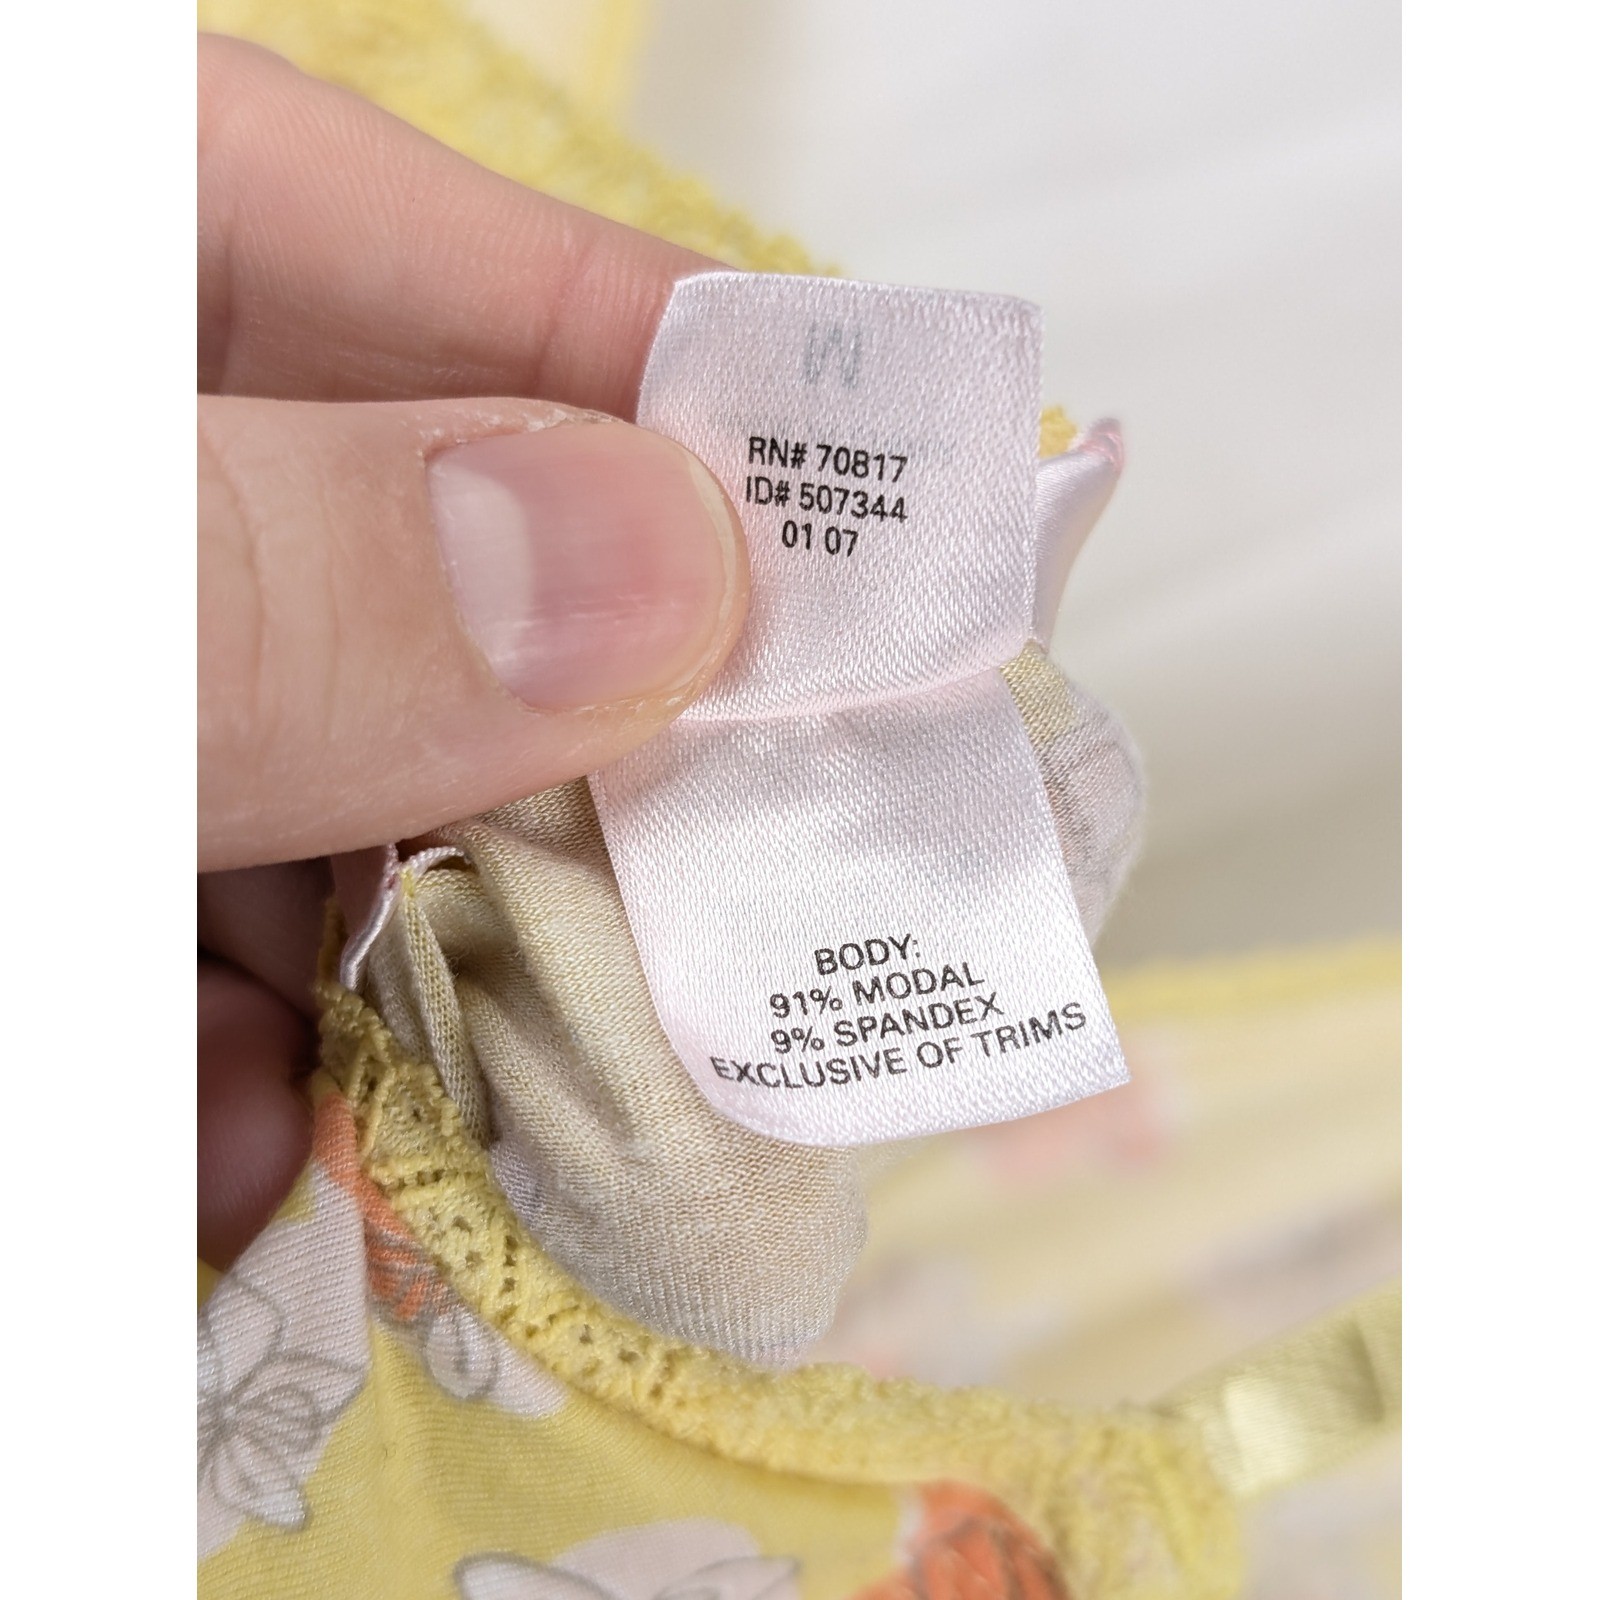 M
RN# 70817
ID# 507344
01 07
BODY:
91% MODAL
9% SPANDEX
EXCLUSIVE OF TRIMS